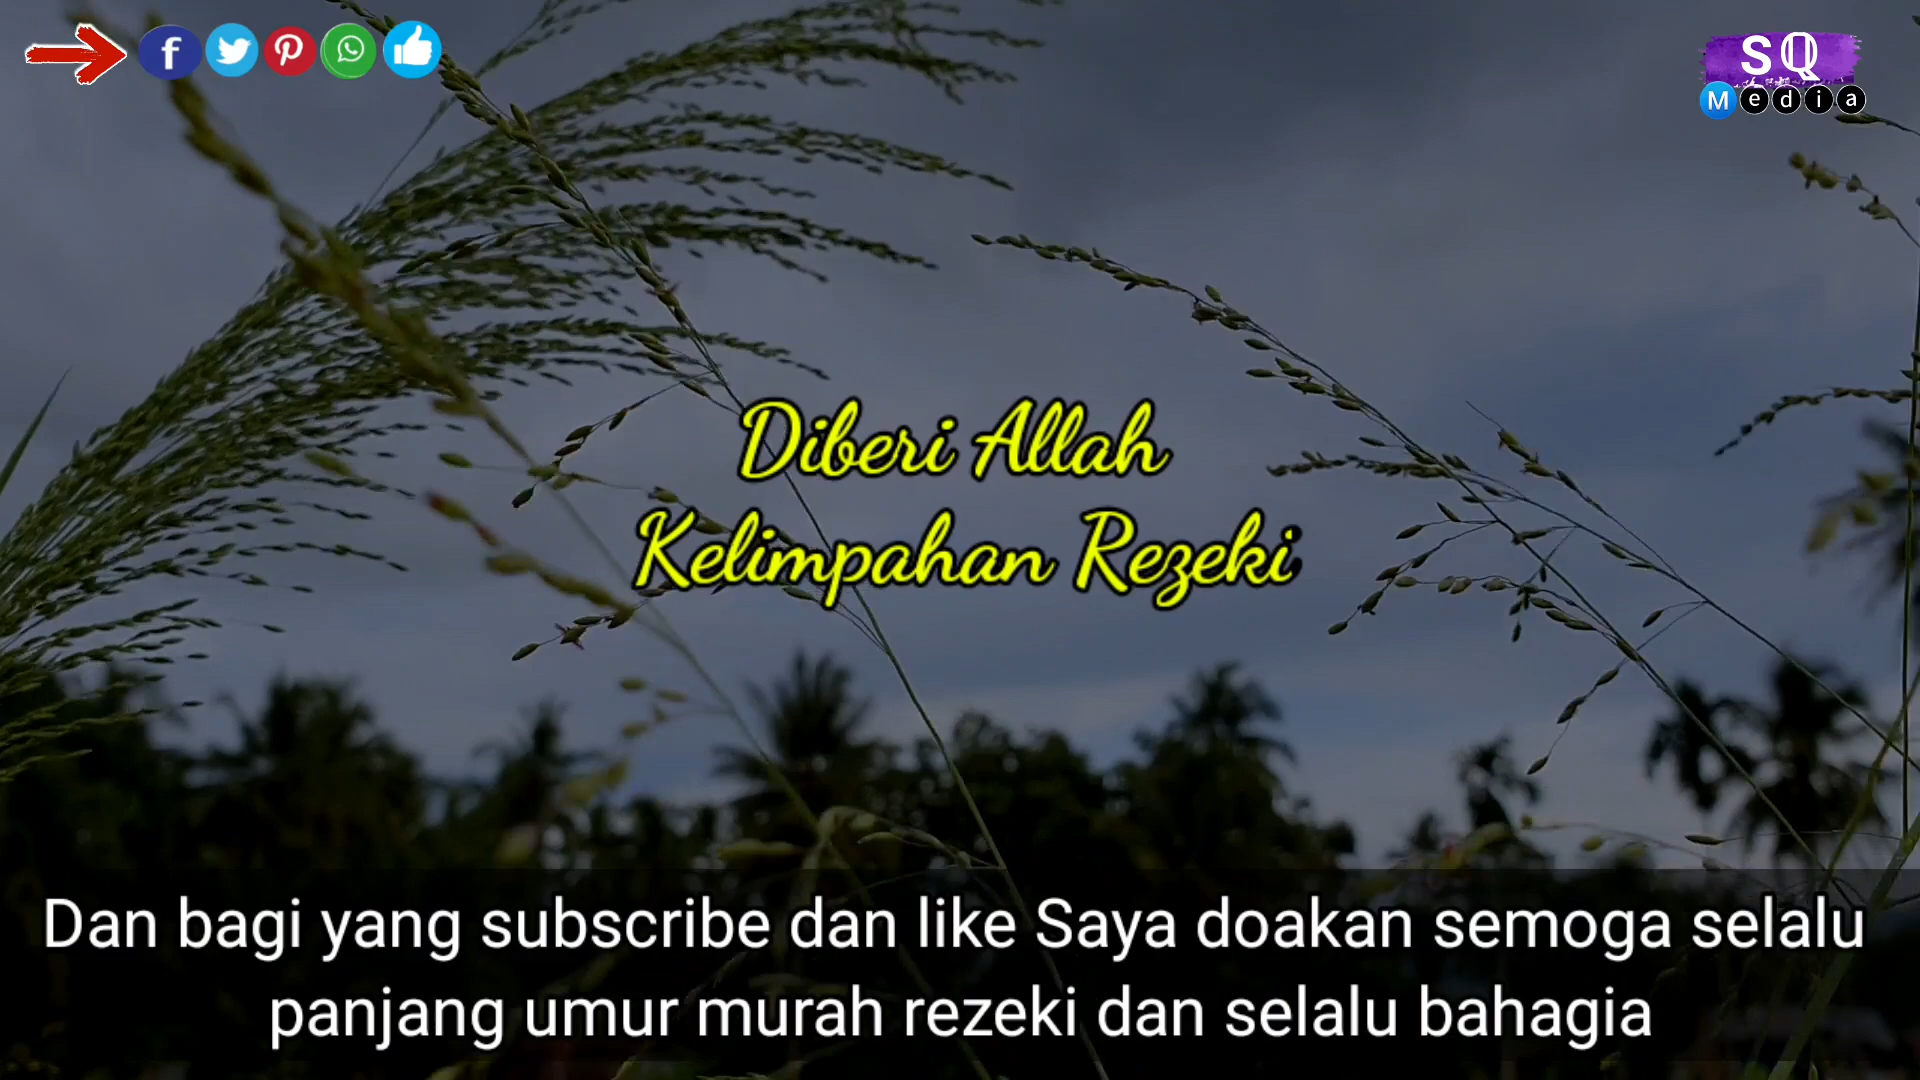 SQ
Media
Diberi Allah
Kelimpahan Rezeki
Dan bagi yang subscribe dan like Saya doakan semoga selalu
panjang umur murah rezeki dan selalu bahagia